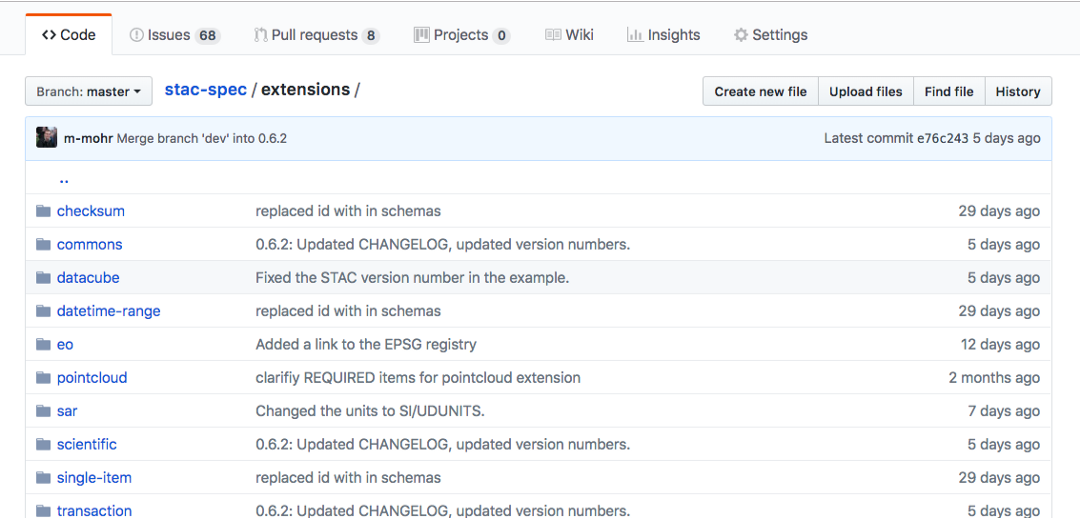 Code Issues 68 Pull requests 8 Projects 0 Wiki Insights Settings
Branch: master stac-spec / extensions / Create new file Upload files Find file History
m-mohr Merge branch 'dev' into 0.6.2 Latest commit e76c243 5 days ago
..
checksum replaced id with in schemas 29 days ago
commons 0.6.2: Updated CHANGELOG, updated version numbers. 5 days ago
datacube Fixed the STAC version number in the example. 5 days ago
datetime-range replaced id with in schemas 29 days ago
eo Added a link to the EPSG registry 12 days ago
pointcloud clarifiy REQUIRED items for pointcloud extension 2 months ago
sar Changed the units to SI/UDUNITS. 7 days ago
scientific 0.6.2: Updated CHANGELOG, updated version numbers. 5 days ago
single-item replaced id with in schemas 29 days ago
transaction 0.6.2: Updated CHANGELOG, updated version numbers. 5 days ago